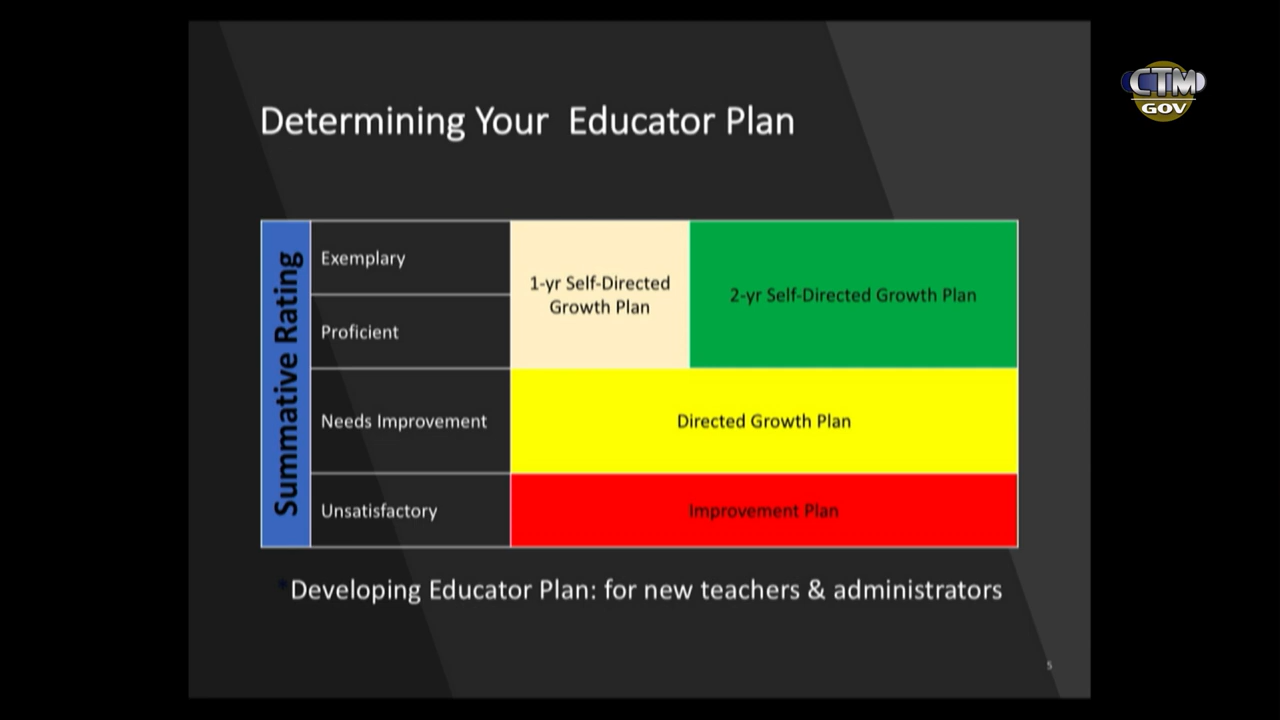 CTM
GOV
Determining Your  Educator Plan
Summative Rating
Exemplary
1-yr Self-Directed
Growth Plan
2-yr Self-Directed Growth Plan
Proficient
Needs Improvement
Directed Growth Plan
Unsatisfactory
Improvement Plan
*Developing Educator Plan: for new teachers & administrators
5